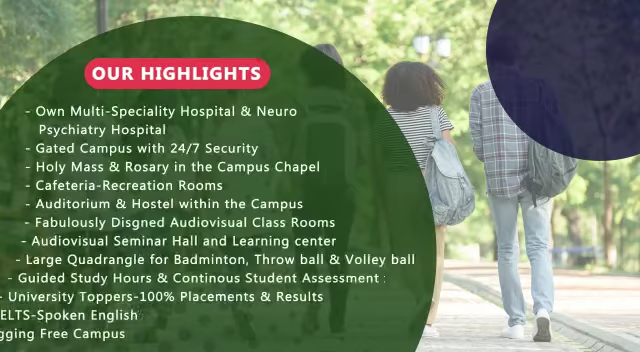 OUR HIGHLIGHTS
- Own Multi-Speciality Hospital & Neuro
Psychiatry Hospital
- Gated Campus with 24/7 Security
- Holy Mass & Rosary in the Campus Chapel
- Cafeteria-Recreation Rooms
- Auditorium & Hostel within the Campus
- Fabulously Disgned Audiovisual Class Rooms
- Audiovisual Seminar Hall and Learning center
- Large Quadrangle for Badminton, Throw ball & Volley ball
- Guided Study Hours & Continous Student Assessment :
- University Toppers-100% Placements & Results
ELTS-Spoken English
gging Free Campus